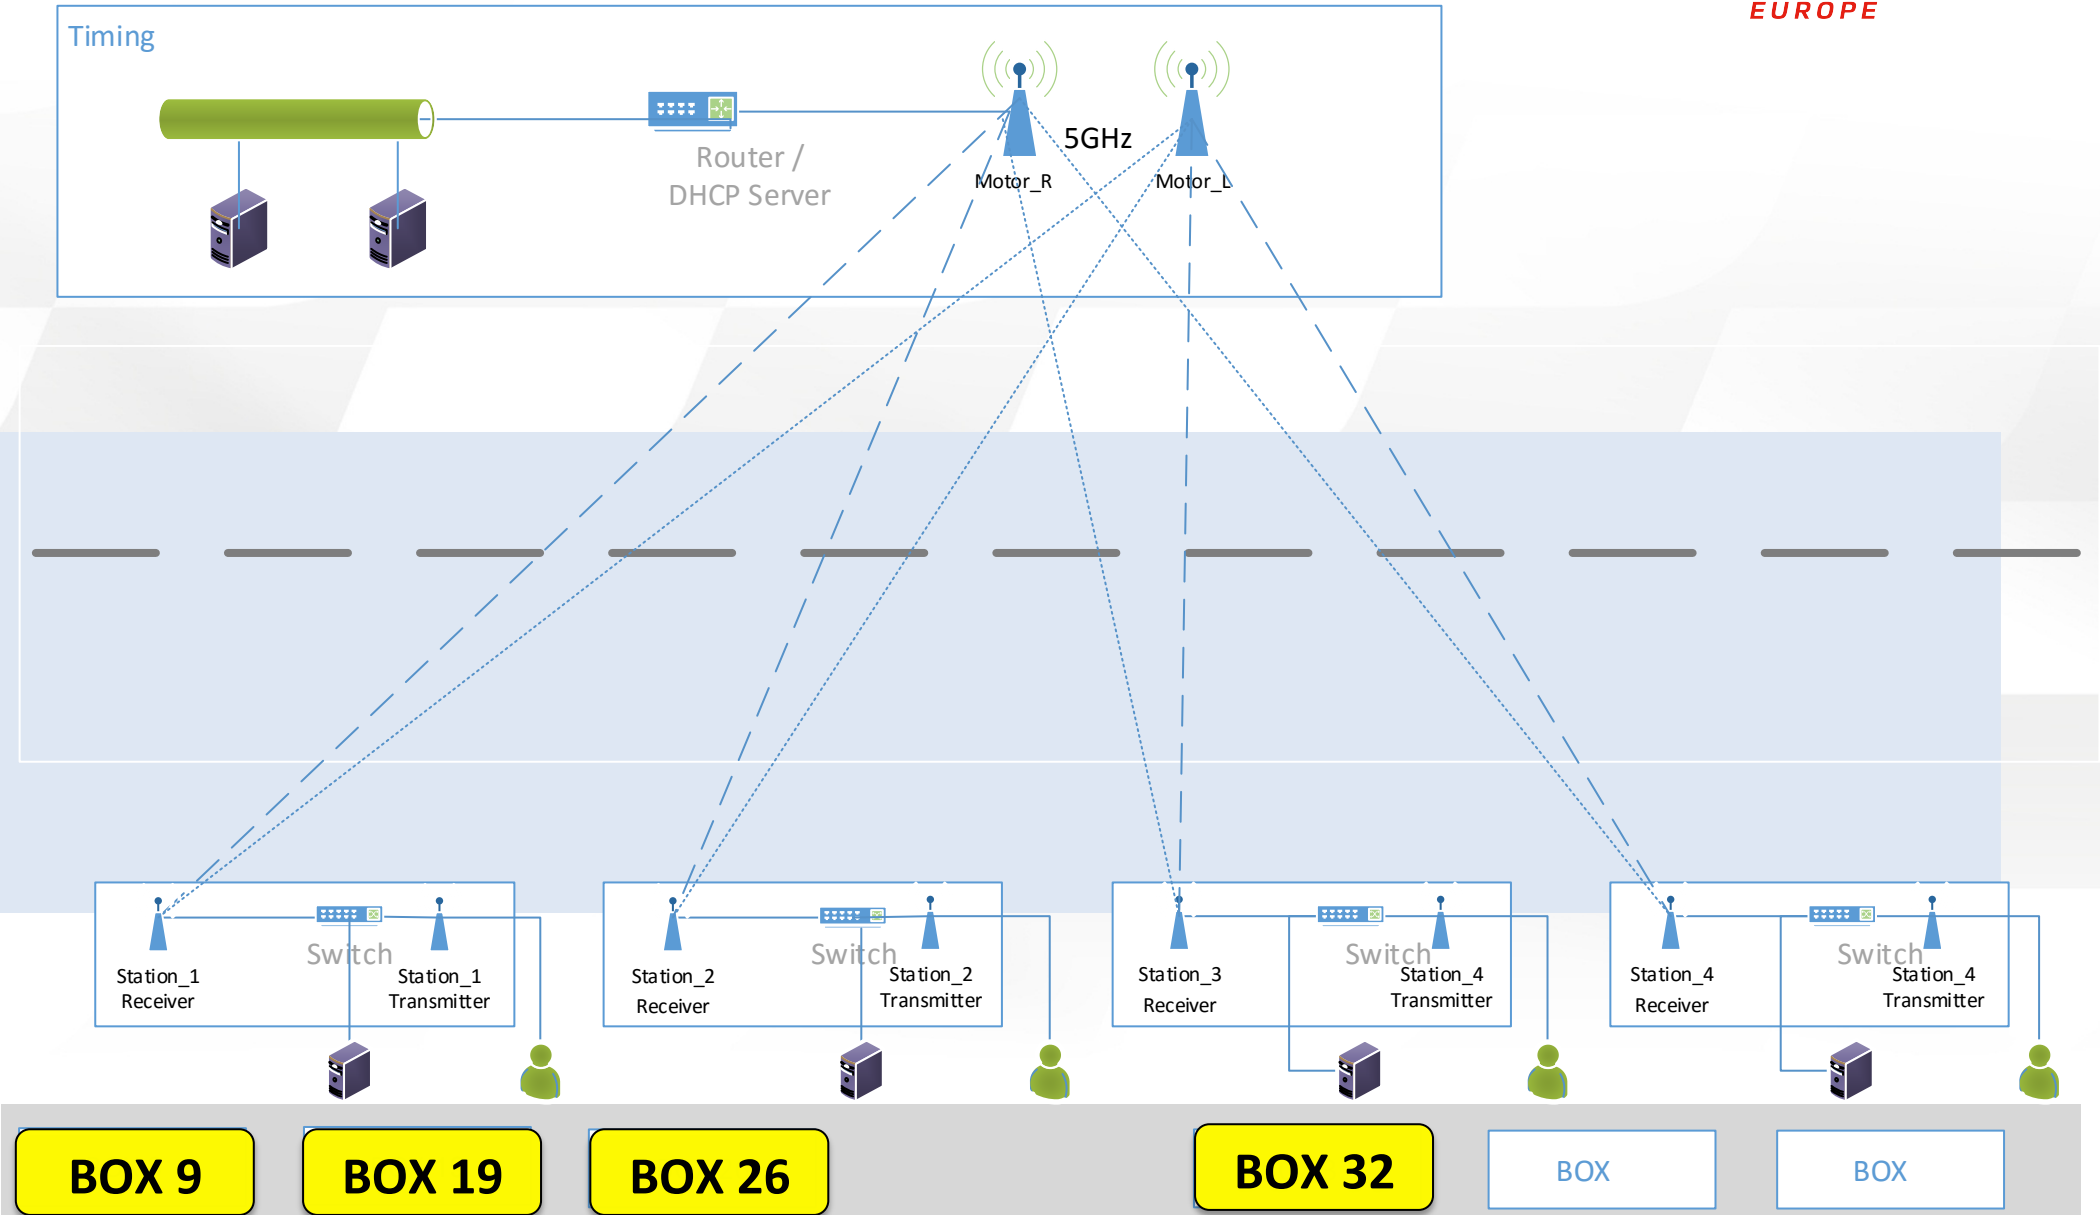 EUROPE
Timing
Router /
DHCP Server
5GHz
Motor_R
Motor_L
Switch
Switch
Switch
Switch
Station_1
Receiver
Station_1
Transmitter
Station_2
Receiver
Station_2
Transmitter
Station_3
Receiver
Station_4
Transmitter
Station_4
Receiver
Station_4
Transmitter
BOX 9
BOX 19
BOX 26
BOX 32
BOX
BOX